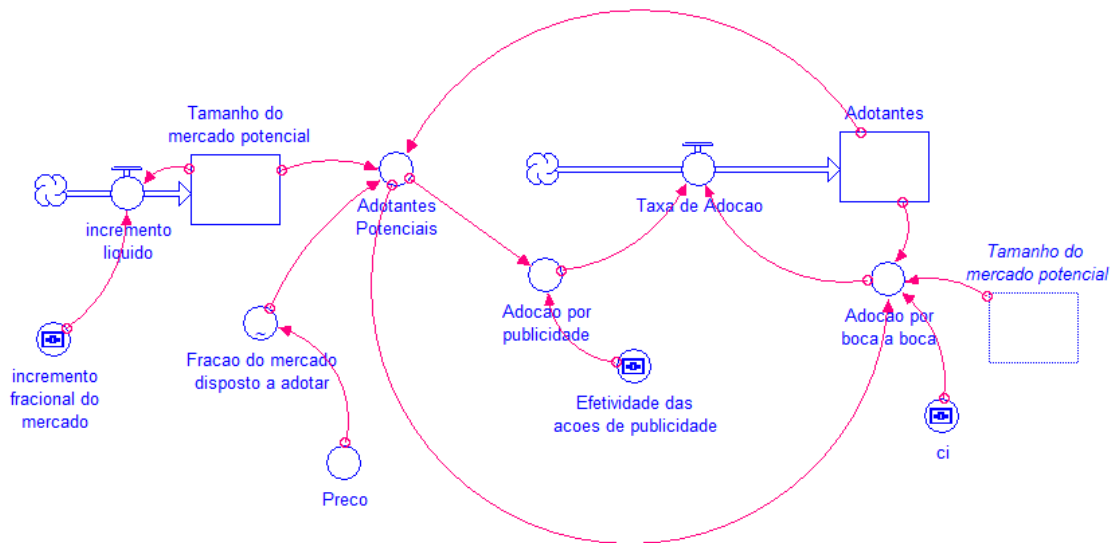 Tamanho do
mercado potencial
Adotantes
incremento
liquido
Adotantes
Potenciais
Taxa de Adocao
Tamanho do
mercado potencial
Adocao por
publicidade
Adocao por
boca a boca
incremento
fracional do
mercado
~
Fracao do mercado
disposto a adotar
Efetividade das
acoes de publicidade
ci
Preco